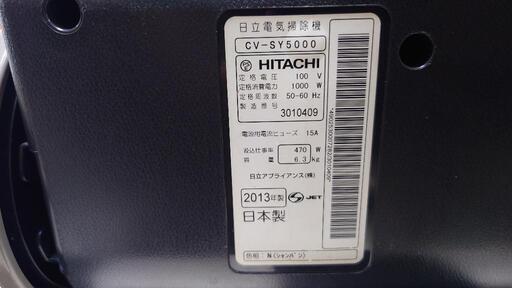 日立電気掃除機
CV-SY5000
HITACHI
定格電圧 100 V
定格消費電力 1000 W
定格周波数 50-60 Hz
製造番号 3010409
電源用電流ヒューズ 15A
吸込仕事率 470 W
質量 6.3 kg
日立アプライアンス(株)
2013年製 JET
日本製
色相: N(シャンパン)